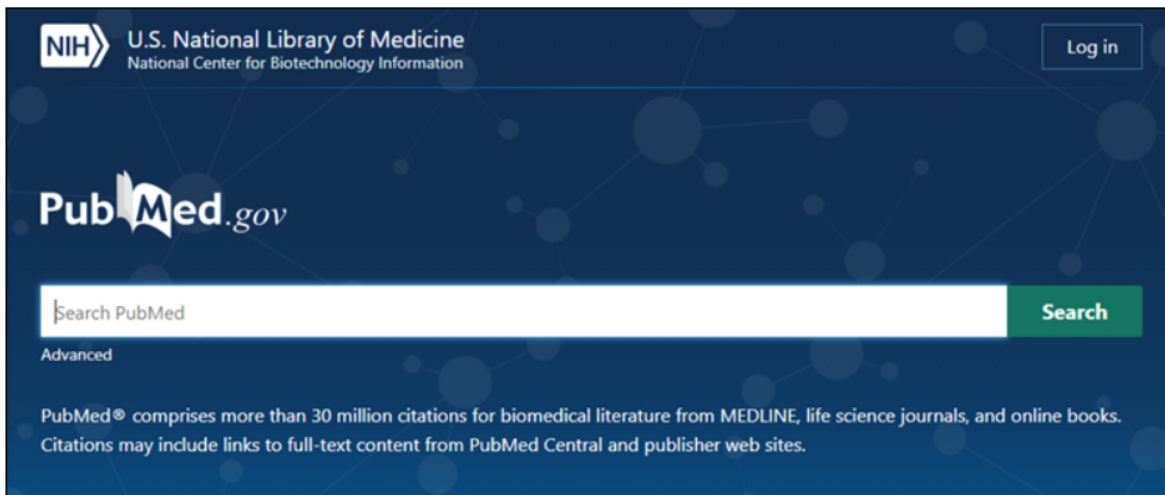 NIH
U.S. National Library of Medicine
National Center for Biotechnology Information
Log in
PubMed.gov
Search PubMed
Search
Advanced
PubMed® comprises more than 30 million citations for biomedical literature from MEDLINE, life science journals, and online books.
Citations may include links to full-text content from PubMed Central and publisher web sites.